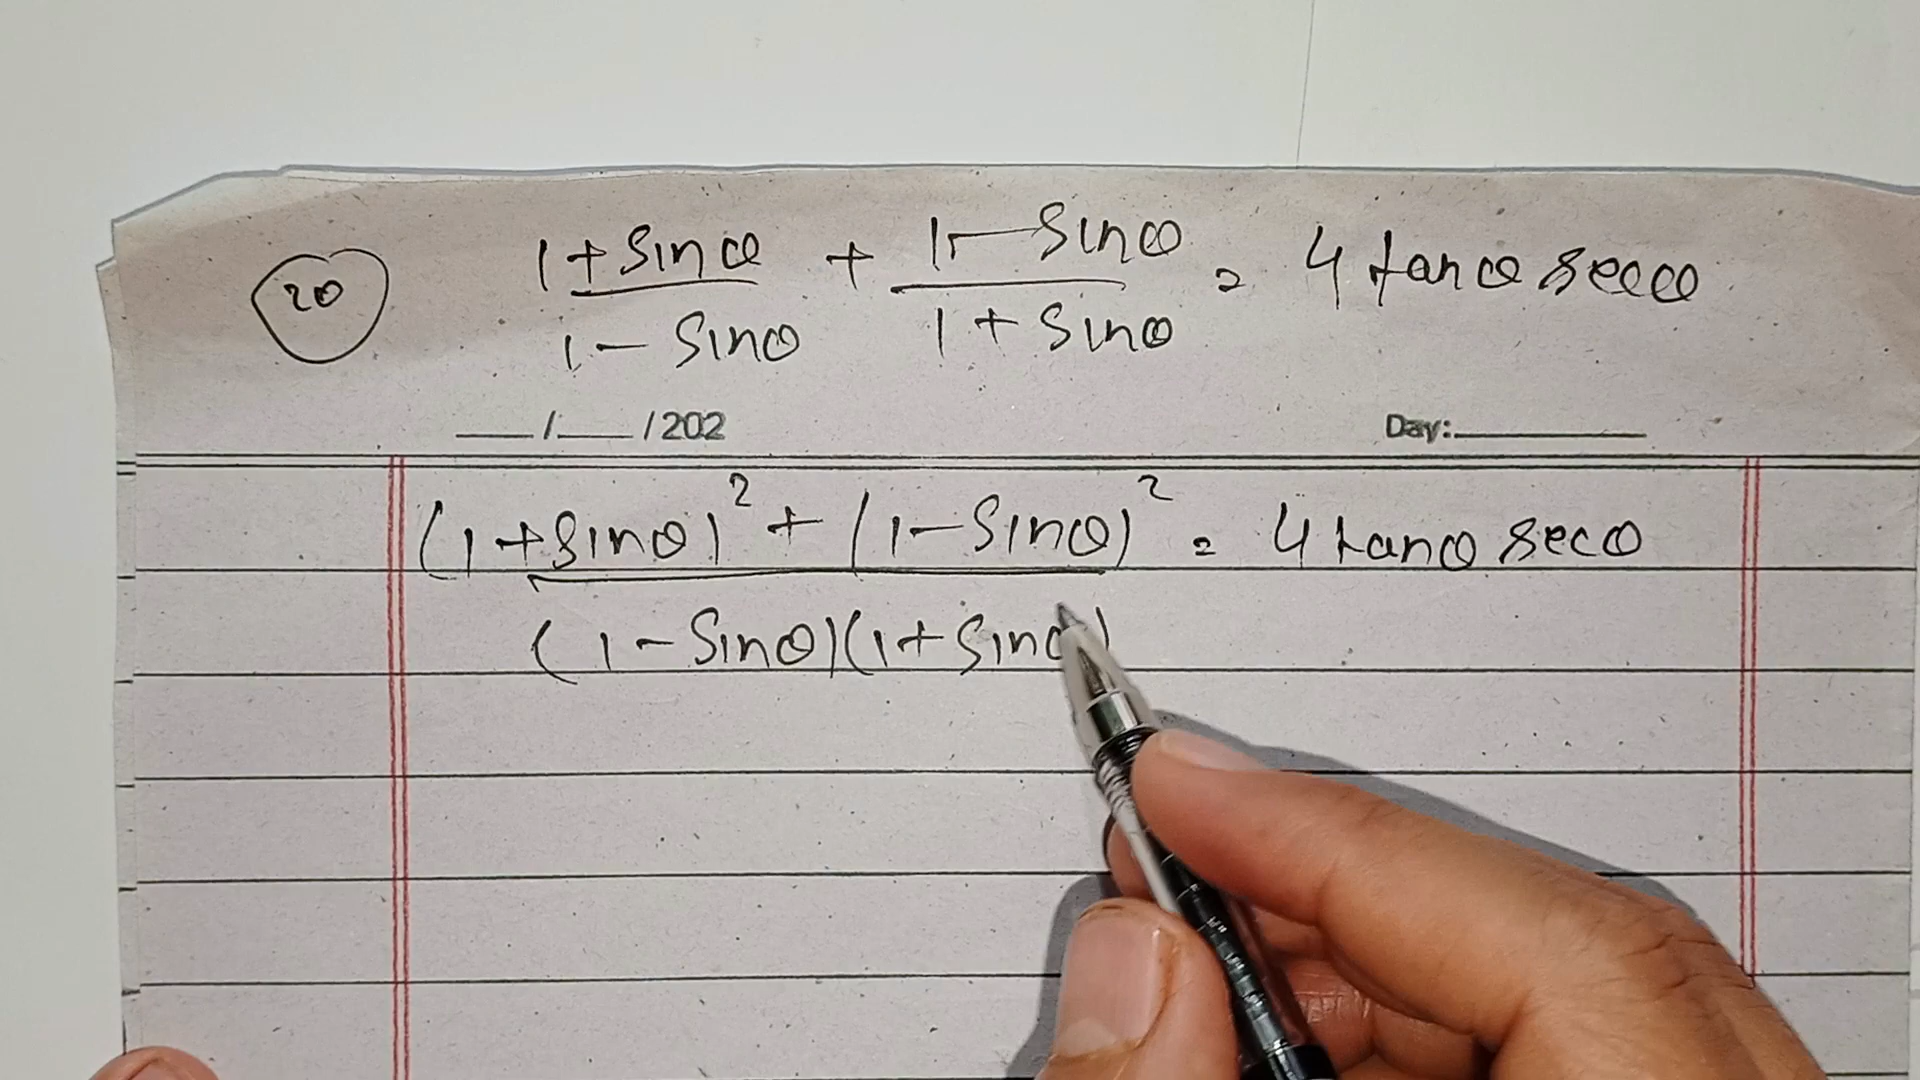 20 1+sinθ/1-sinθ + 1-sinθ/1+sinθ = 4 tanθ secθ
__/__/202 Day:
(1+sinθ)² + (1-sinθ)² = 4 tanθ secθ
(1-sinθ)(1+sinθ)